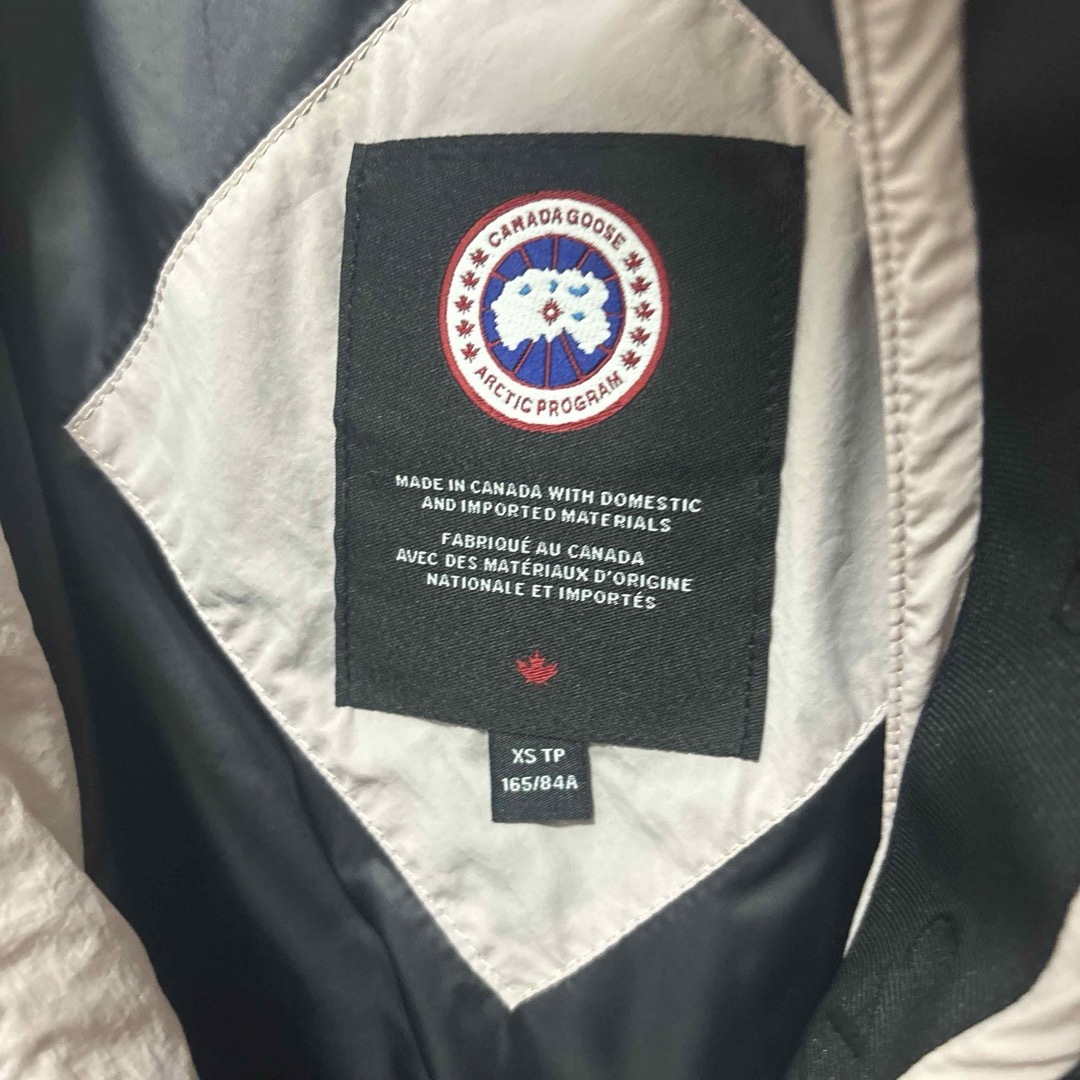 CANADA GOOSE
ARCTIC PROGRAM
MADE IN CANADA WITH DOMESTIC
AND IMPORTED MATERIALS
FABRIQUÉ AU CANADA
AVEC DES MATÉRIAUX D'ORIGINE
NATIONALE ET IMPORTÉS
XS TP
165/84A